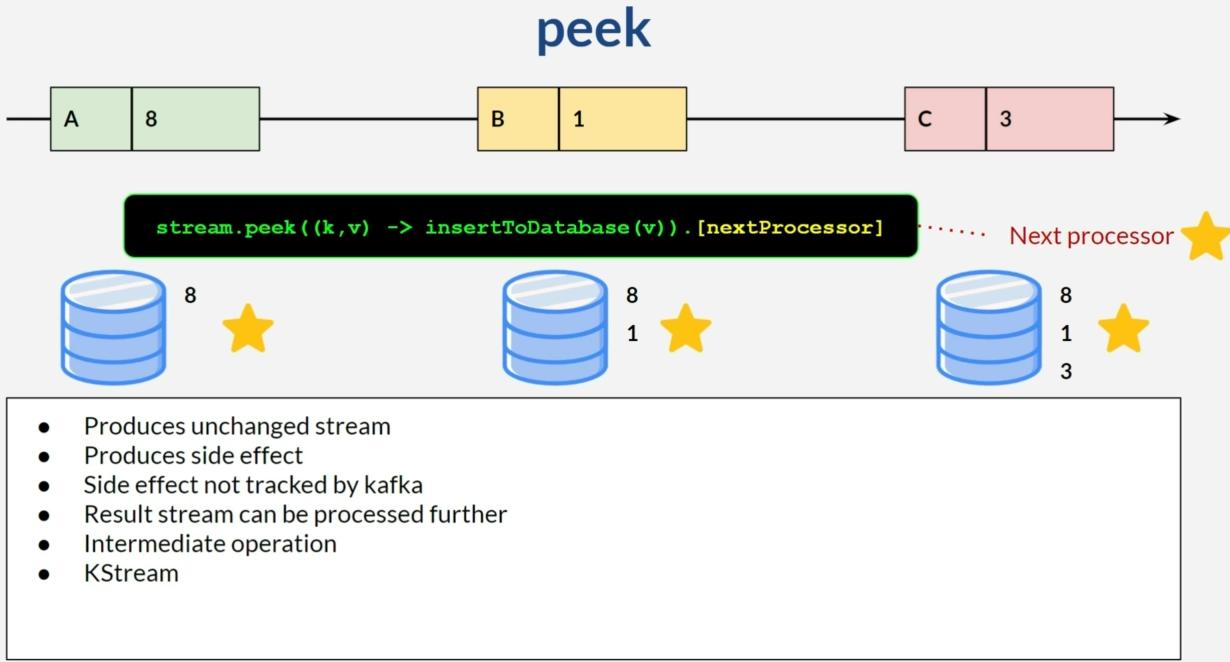 peek
A 8
B 1
C 3
stream.peek((k,v) -> insertToDatabase(v)).[nextProcessor]
Next processor
8
8
1
8
1
3
● Produces unchanged stream
● Produces side effect
● Side effect not tracked by kafka
● Result stream can be processed further
● Intermediate operation
● KStream